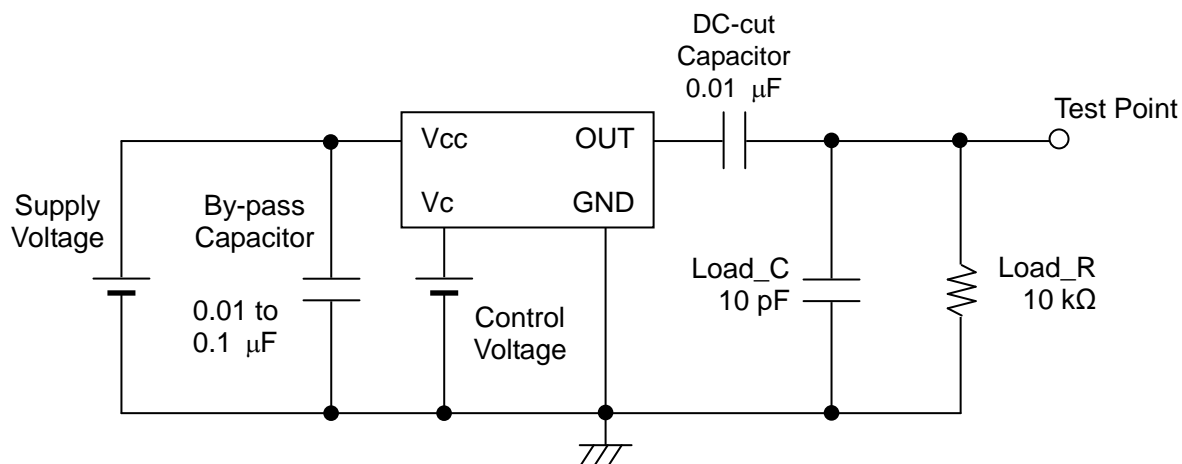 DC-cut
Capacitor
0.01 μF
Test Point
Vcc
OUT
Vc
GND
Supply
Voltage
By-pass
Capacitor
0.01 to
0.1 μF
Control
Voltage
Load_C
10 pF
Load_R
10 kΩ